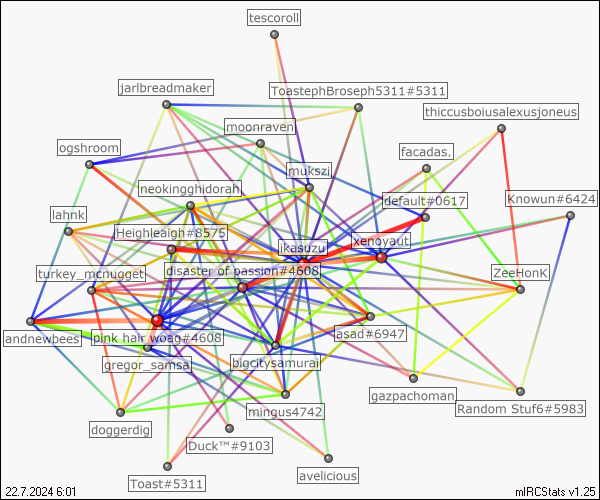 tescoroll
jarlbreadmaker
ToastephBroseph5311#5311
thiccusboiusalexusjoneus
moonraven
ogshroom
facadas.
mukszi
neokingghidorah
default#0617
Knowun#6424
lahnk
Heighleaigh#8575
ikasuzu
xenoyaut
turkey_mcnugget
disaster of passion#4608
ZeeHonK
andnewbees
pink hair woag#4608
asad#6947
gregor_samsa
bigcitysamurai
gazpachoman
mingus4742
Random Stuf6#5983
doggerdig
Duck™#9103
Toast#5311
avelicious
22.7.2024 6:01
mIRCStats v1.25